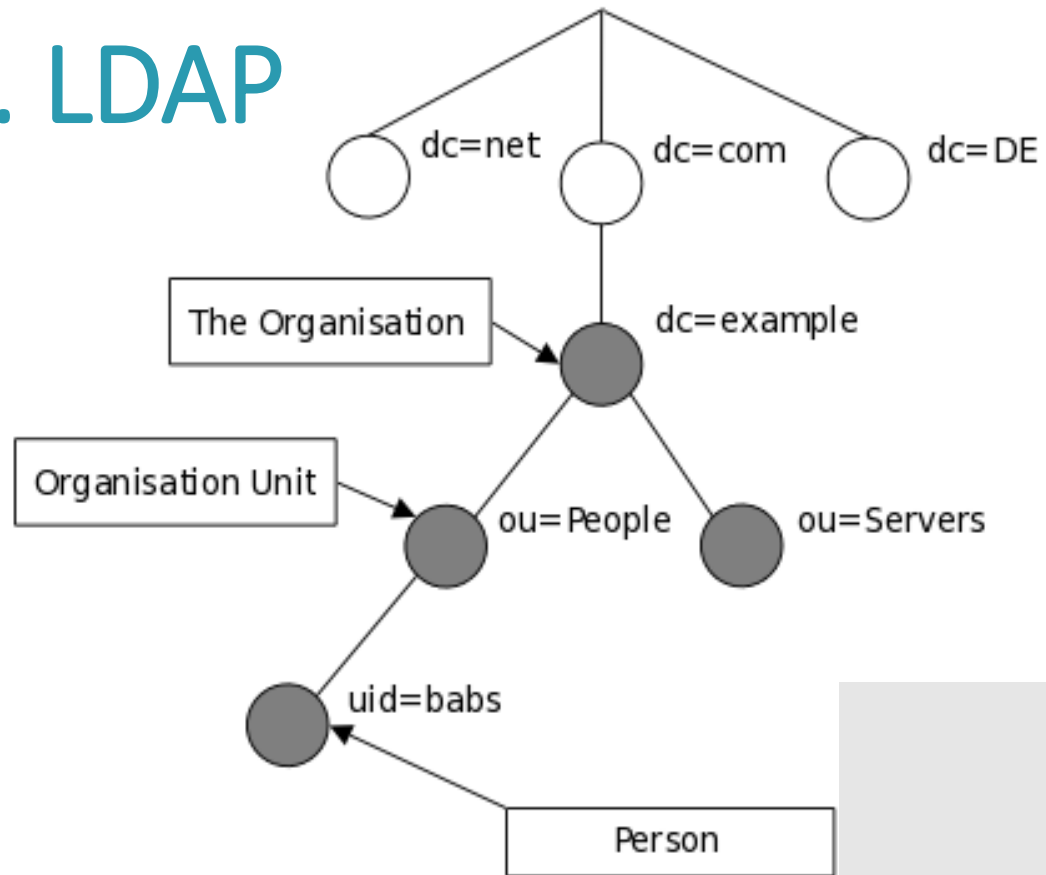 . LDAP
dc=net
dc=com
dc=DE
The Organisation
dc=example
Organisation Unit
ou=People
ou=Servers
uid=babs
Person